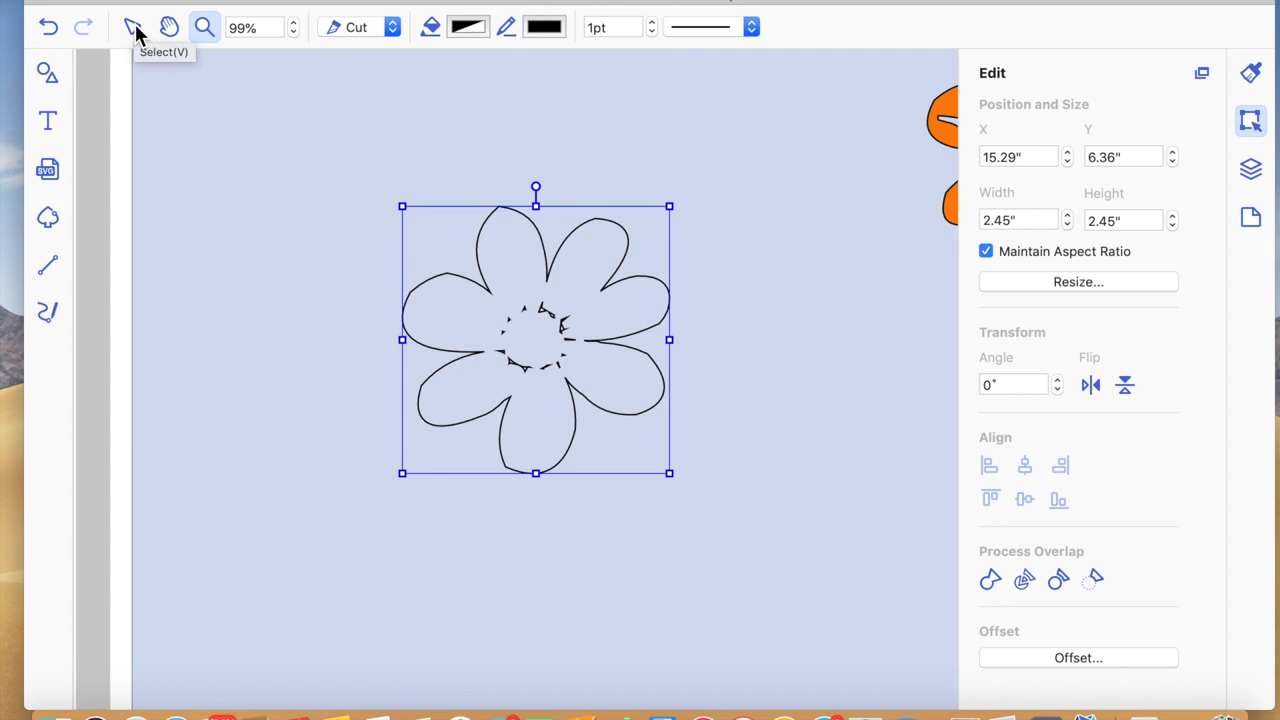 99%
Cut
1pt
Select(V)
T
SVG
Edit
Position and Size
X
Y
15.29"
6.36"
Width
Height
2.45"
2.45"
Maintain Aspect Ratio
Resize...
Transform
Angle
Flip
0°
Align
Process Overlap
Offset
Offset...